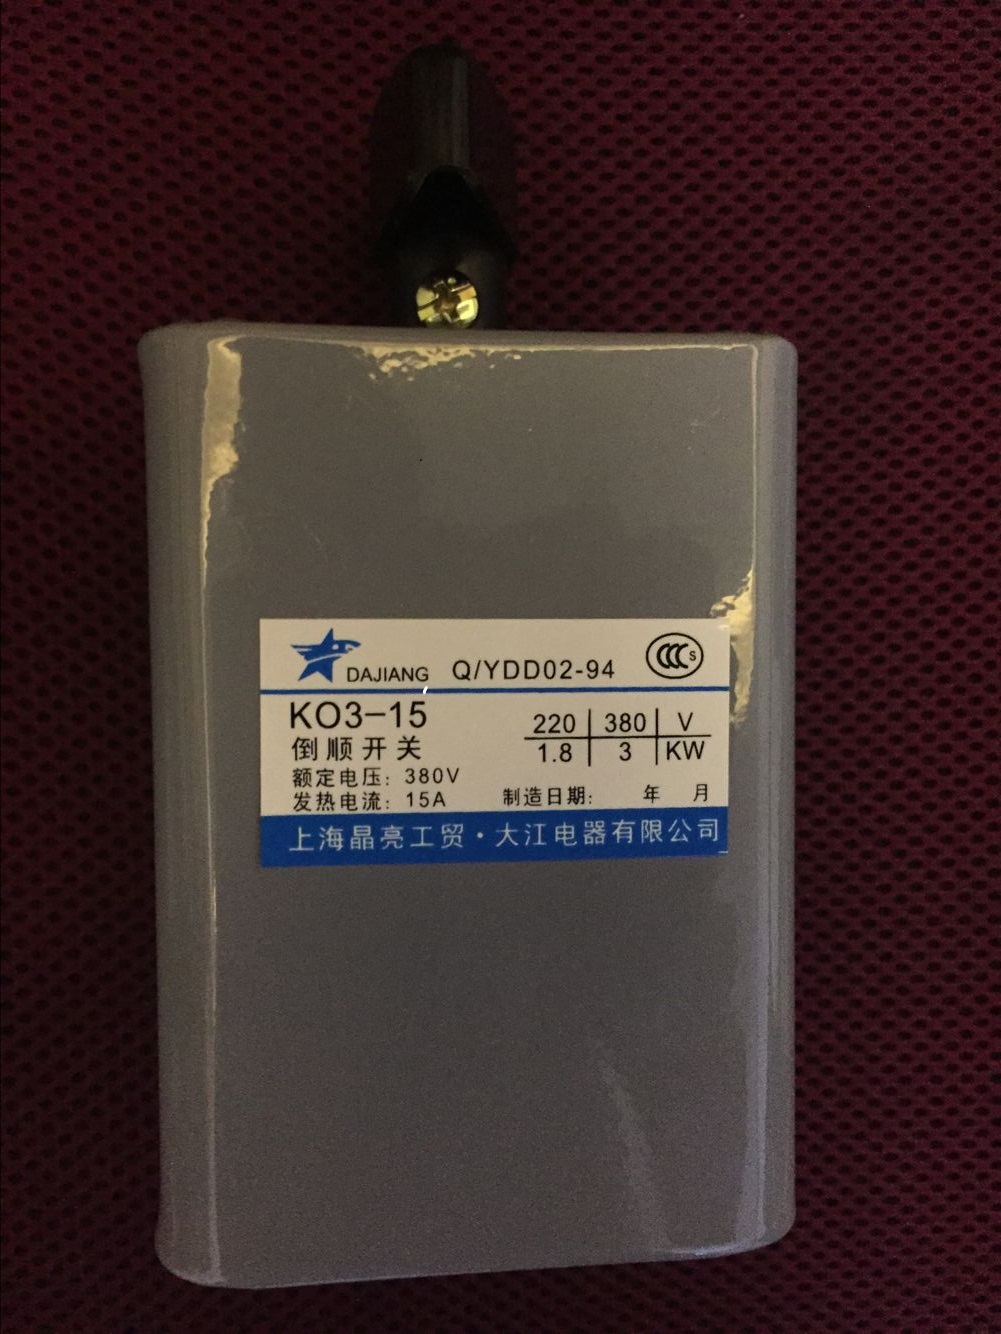 DAJIANG Q/YDD02-94 CCC S
KO3-15
倒顺开关
220 380 V
1.8 3 KW
额定电压: 380V
发热电流: 15A 制造日期: 年 月
上海晶亮工贸·大江电器有限公司